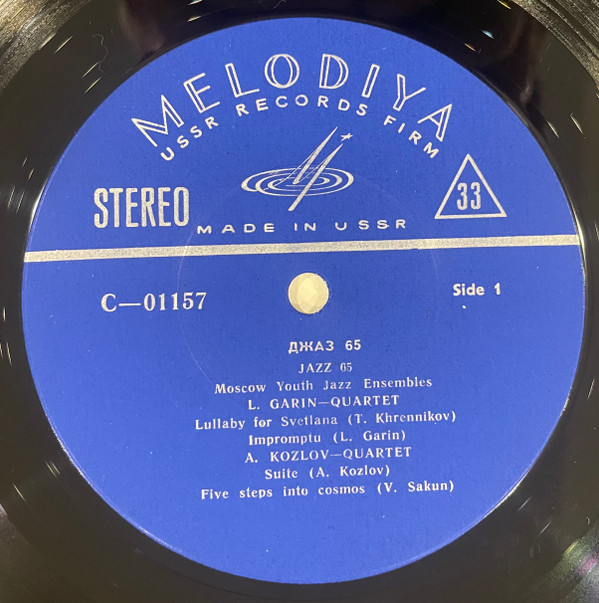 MELODIYA
USSR RECORDS FIRM
STEREO
33
MADE IN USSR
C—01157
Side 1
ДЖАЗ 65
JAZZ 65
Moscow Youth Jazz Ensembles
L. GARIN—QUARTET
Lullaby for Svetlana (T. Khrennikov)
Impromptu (L. Garin)
A. KOZLOV—QUARTET
Suite (A. Kozlov)
Five steps into cosmos (V. Sakun)